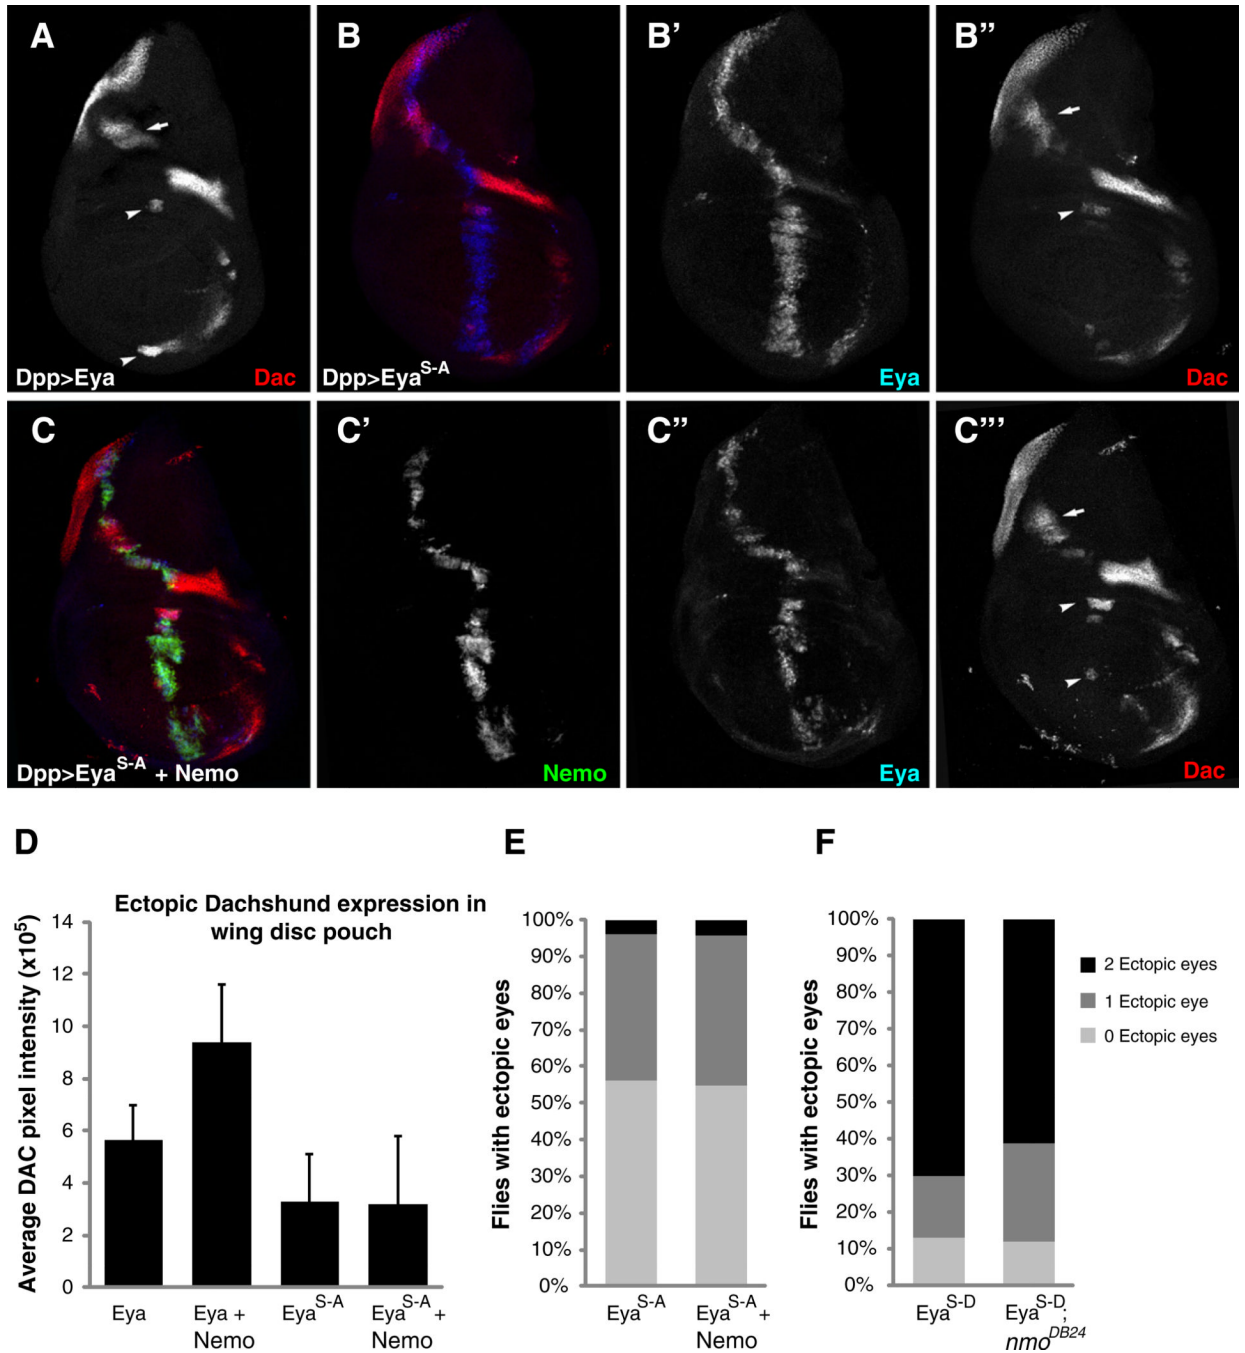 A
Dpp>Eya
Dac
B
Dpp>Eya^S-A
B'
Eya
B''
Dac
C
Dpp>Eya^S-A + Nemo
C'
Nemo
C''
Eya
C'''
Dac
D
Ectopic Dachshund expression in
wing disc pouch
Average DAC pixel intensity (x10^5)
14
12
10
8
6
4
2
0
Eya
Eya +
Nemo
Eya^S-A
Eya^S-A +
Nemo
E
Flies with ectopic eyes
100%
90%
80%
70%
60%
50%
40%
30%
20%
10%
0%
Eya^S-A
Eya^S-A +
Nemo
F
Flies with ectopic eyes
100%
90%
80%
70%
60%
50%
40%
30%
20%
10%
0%
Eya^S-D
Eya^S-D;
nmo^DB24
2 Ectopic eyes
1 Ectopic eye
0 Ectopic eyes